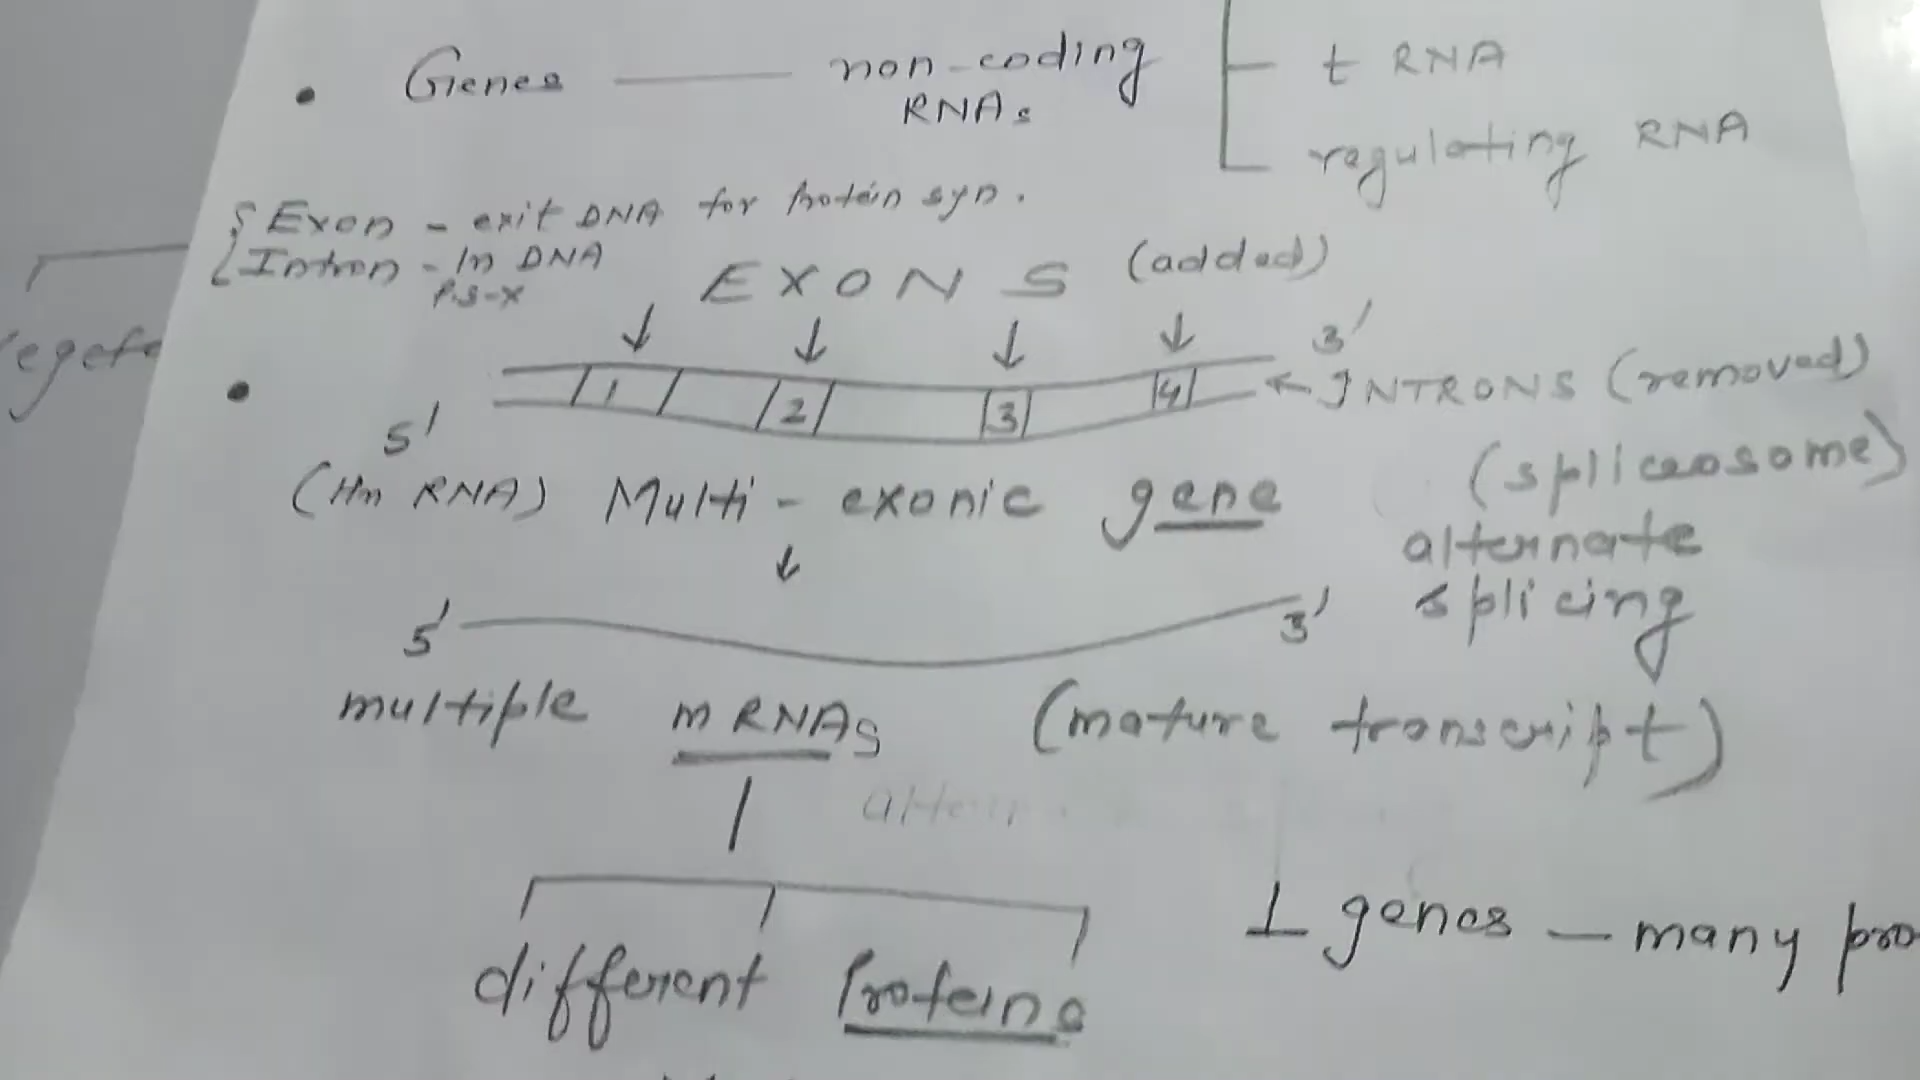 • Genes — non-coding RNAs
t RNA
regulating RNA
Exon - exit DNA for protein syn.
Intron - In DNA
P.S-X
EXONS (added)
3'
1 2 3 4
← INTRONS (removed)
5'
(Hn RNA) Multi - exonic gene
(spliceosome)
alternate
splicing
5' 3'
multiple mRNAs (mature transcript)
different Proteins
1 genes — many pro